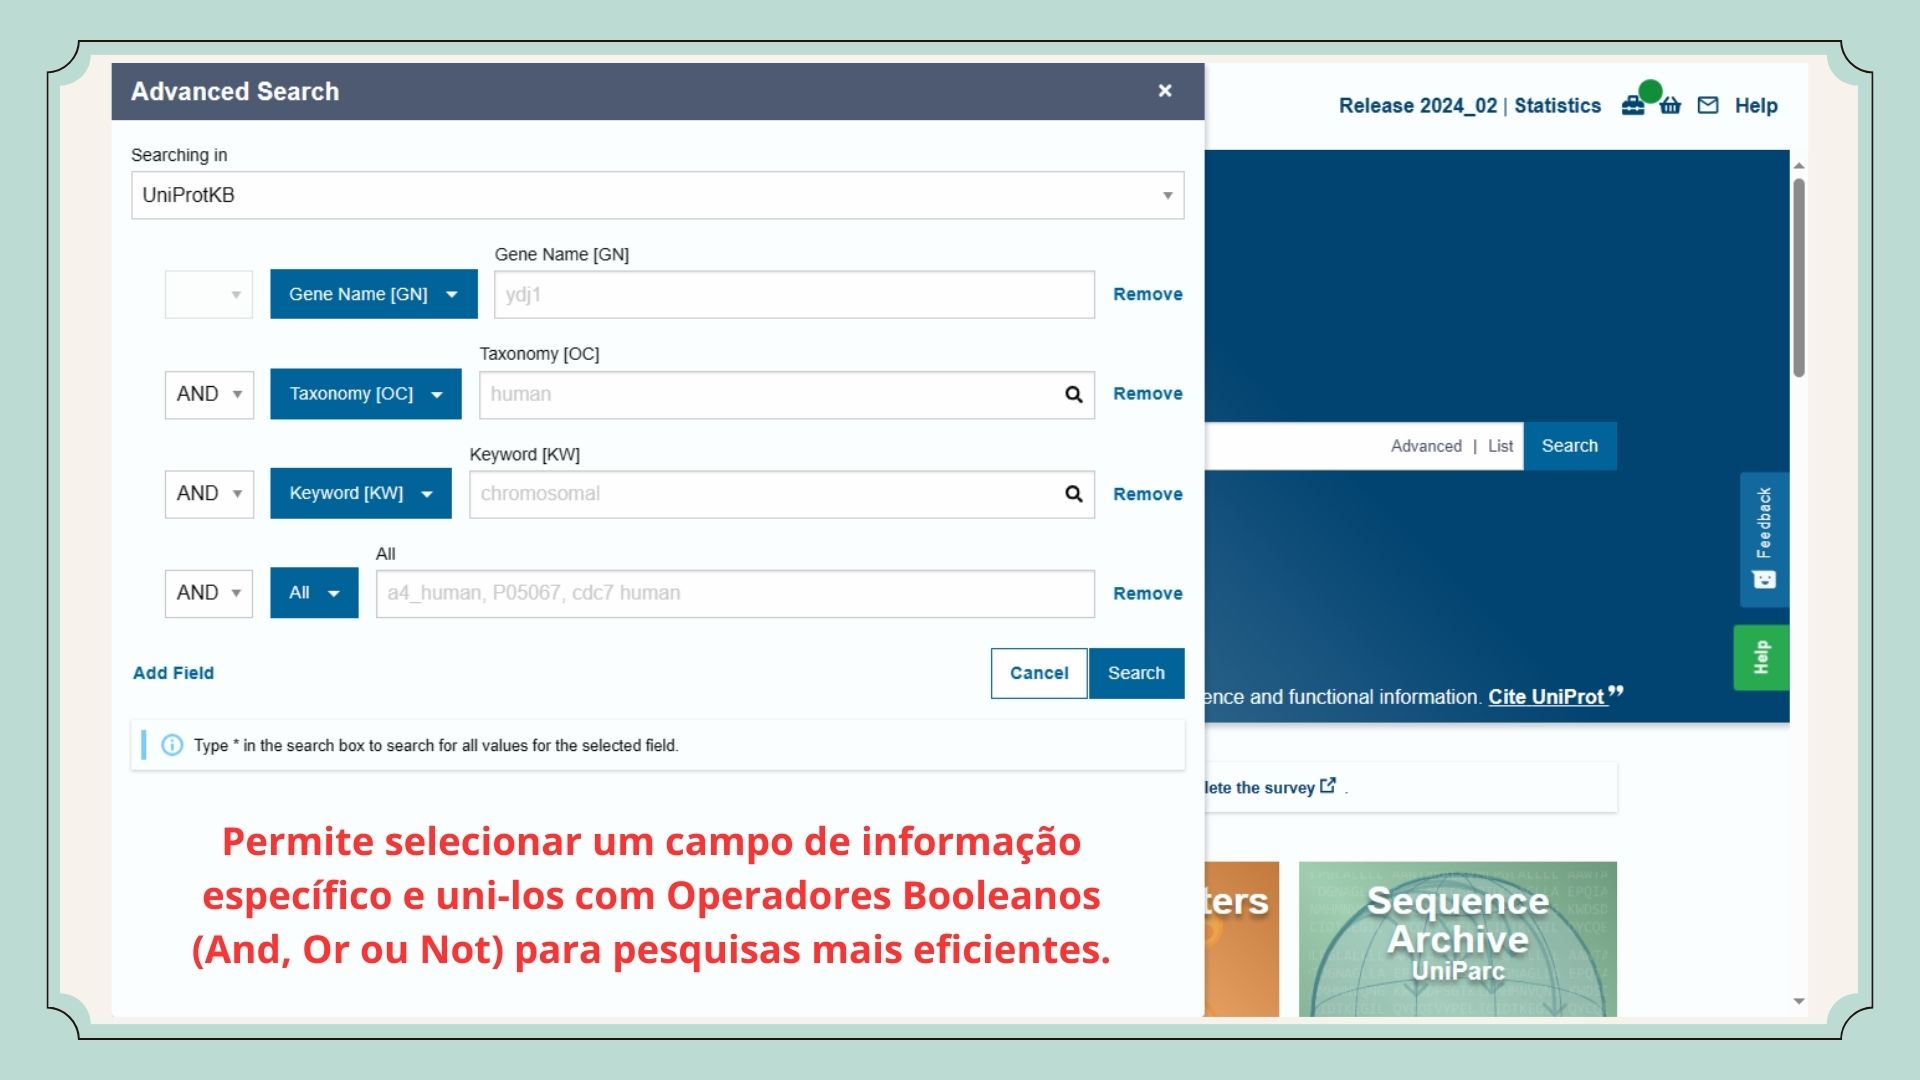 Advanced Search
×
Release 2024_02 | Statistics
Help
Searching in
UniProtKB
Gene Name [GN]
Gene Name [GN]
ydj1
Remove
Taxonomy [OC]
AND
Taxonomy [OC]
human
Remove
Keyword [KW]
AND
Keyword [KW]
chromosomal
Remove
All
AND
All
a4_human, P05067, cdc7 human
Remove
Add Field
Cancel
Search
Type * in the search box to search for all values for the selected field.
Advanced | List
Search
Feedback
Help
ence and functional information. Cite UniProt ”
lete the survey .
Permite selecionar um campo de informação
específico e uni-los com Operadores Booleanos
(And, Or ou Not) para pesquisas mais eficientes.
ters
Sequence
Archive
UniParc